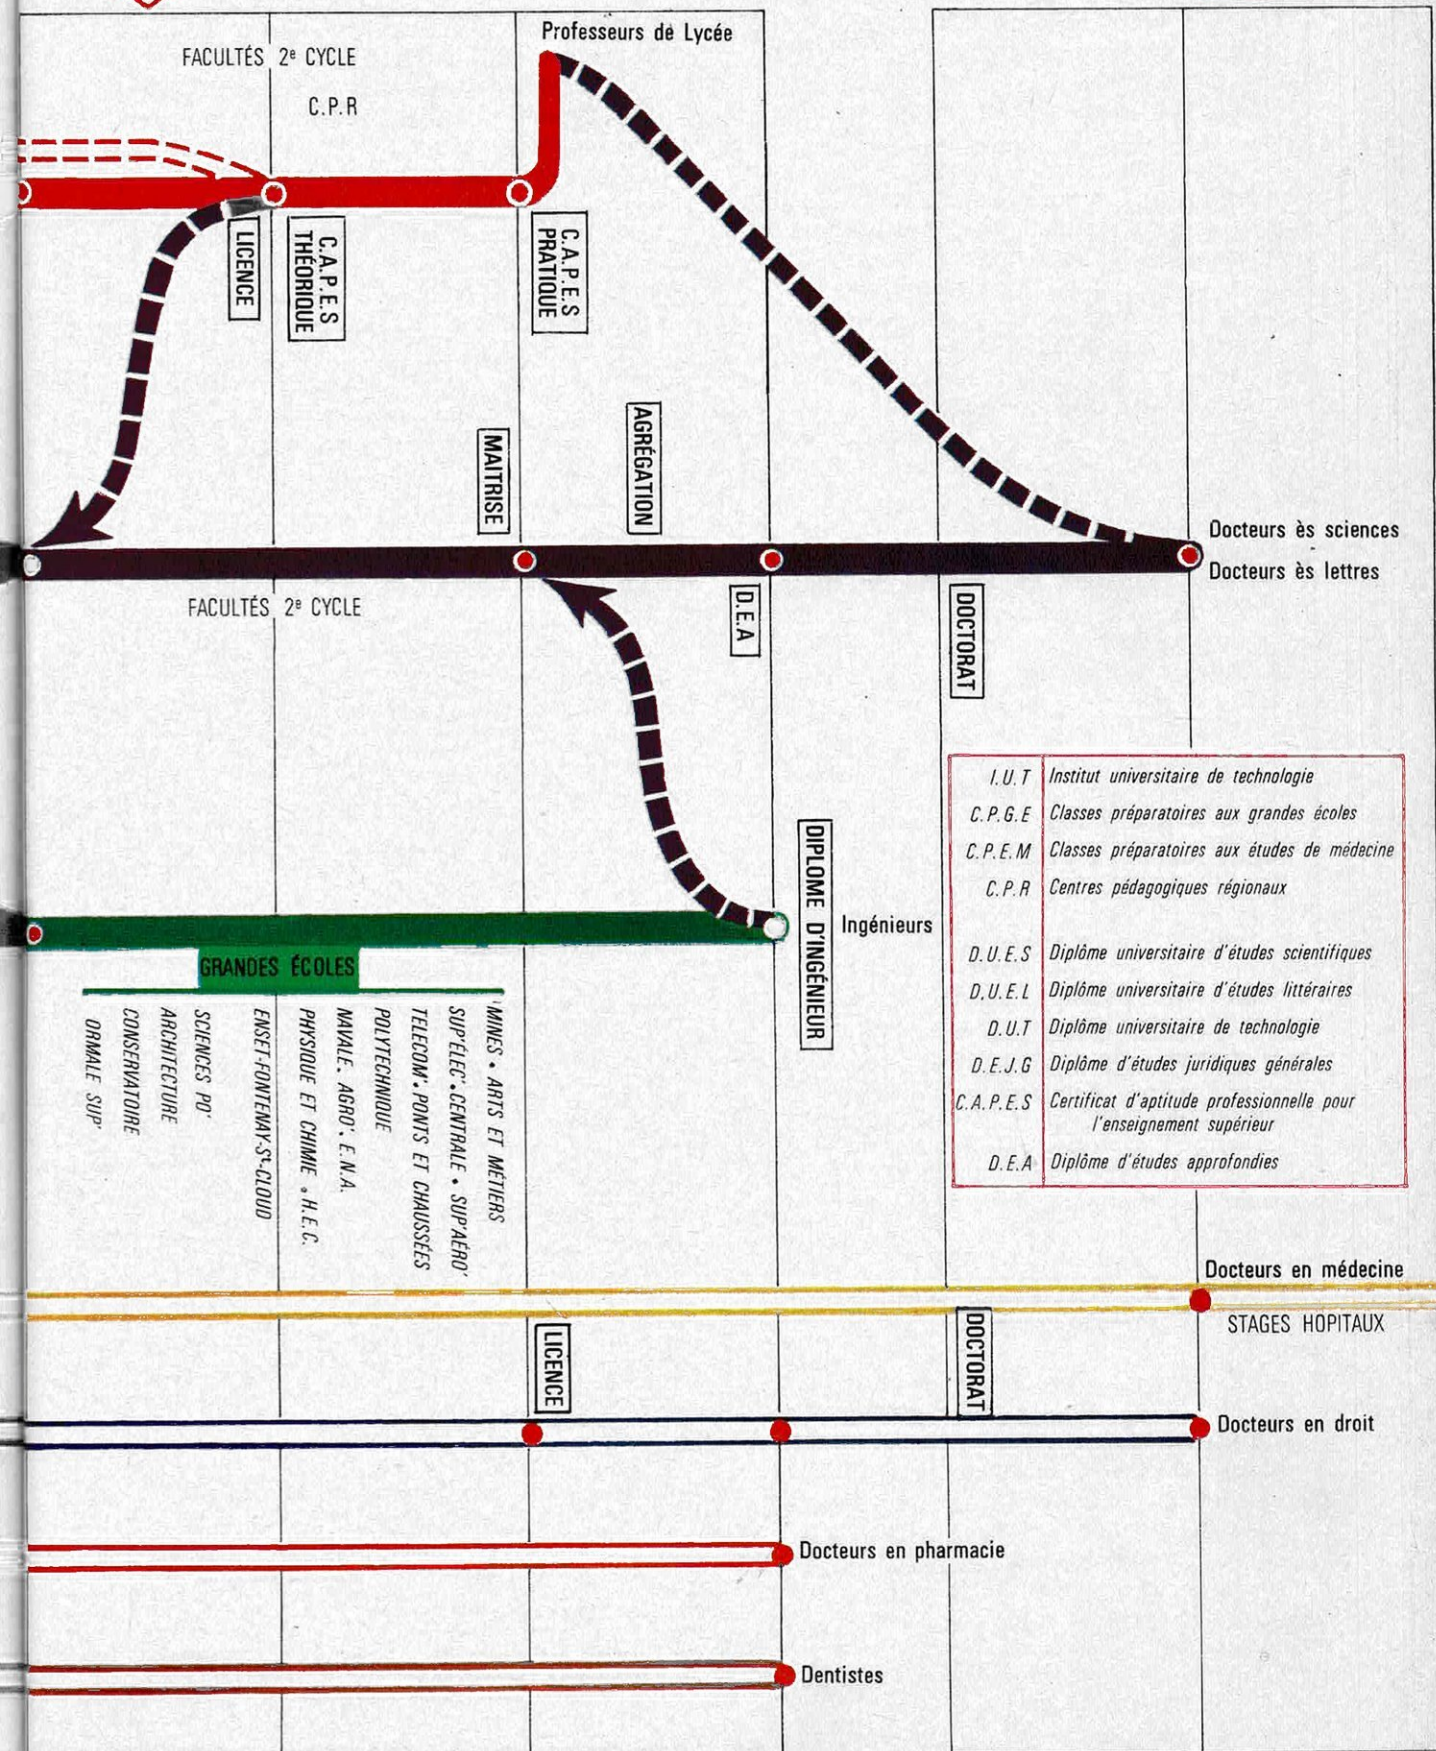 Professeurs de Lycée
FACULTÉS 2e CYCLE
C.P.R
LICENCE
C.A.P.E.S
THÉORIQUE
C.A.P.E.S
PRATIQUE
MAITRISE
AGRÉGATION
Docteurs ès sciences
Docteurs ès lettres
FACULTÉS 2e CYCLE
D.E.A
DOCTORAT
I.U.T Institut universitaire de technologie
C.P.G.E Classes préparatoires aux grandes écoles
C.P.E.M Classes préparatoires aux études de médecine
C.P.R Centres pédagogiques régionaux
D.U.E.S Diplôme universitaire d'études scientifiques
D.U.E.L Diplôme universitaire d'études littéraires
D.U.T Diplôme universitaire de technologie
D.E.J.G Diplôme d'études juridiques générales
C.A.P.E.S Certificat d'aptitude professionnelle pour
l'enseignement supérieur
D.E.A Diplôme d'études approfondies
DIPLOME D'INGÉNIEUR
Ingénieurs
GRANDES ÉCOLES
MINES • ARTS ET MÉTIERS
SUP'ÉLEC'. CENTRALE • SUP'AÉRO'
TELECOM'. PONTS ET CHAUSSÉES
POLYTECHNIQUE
NAVALE. AGRO'. E.N.A.
PHYSIQUE ET CHIMIE • H.E.C.
ENSET-FONTENAY-St-CLOUD
SCIENCES PO'
ARCHITECTURE
CONSERVATOIRE
ORMALE SUP'
Docteurs en médecine
STAGES HOPITAUX
LICENCE
DOCTORAT
Docteurs en droit
Docteurs en pharmacie
Dentistes